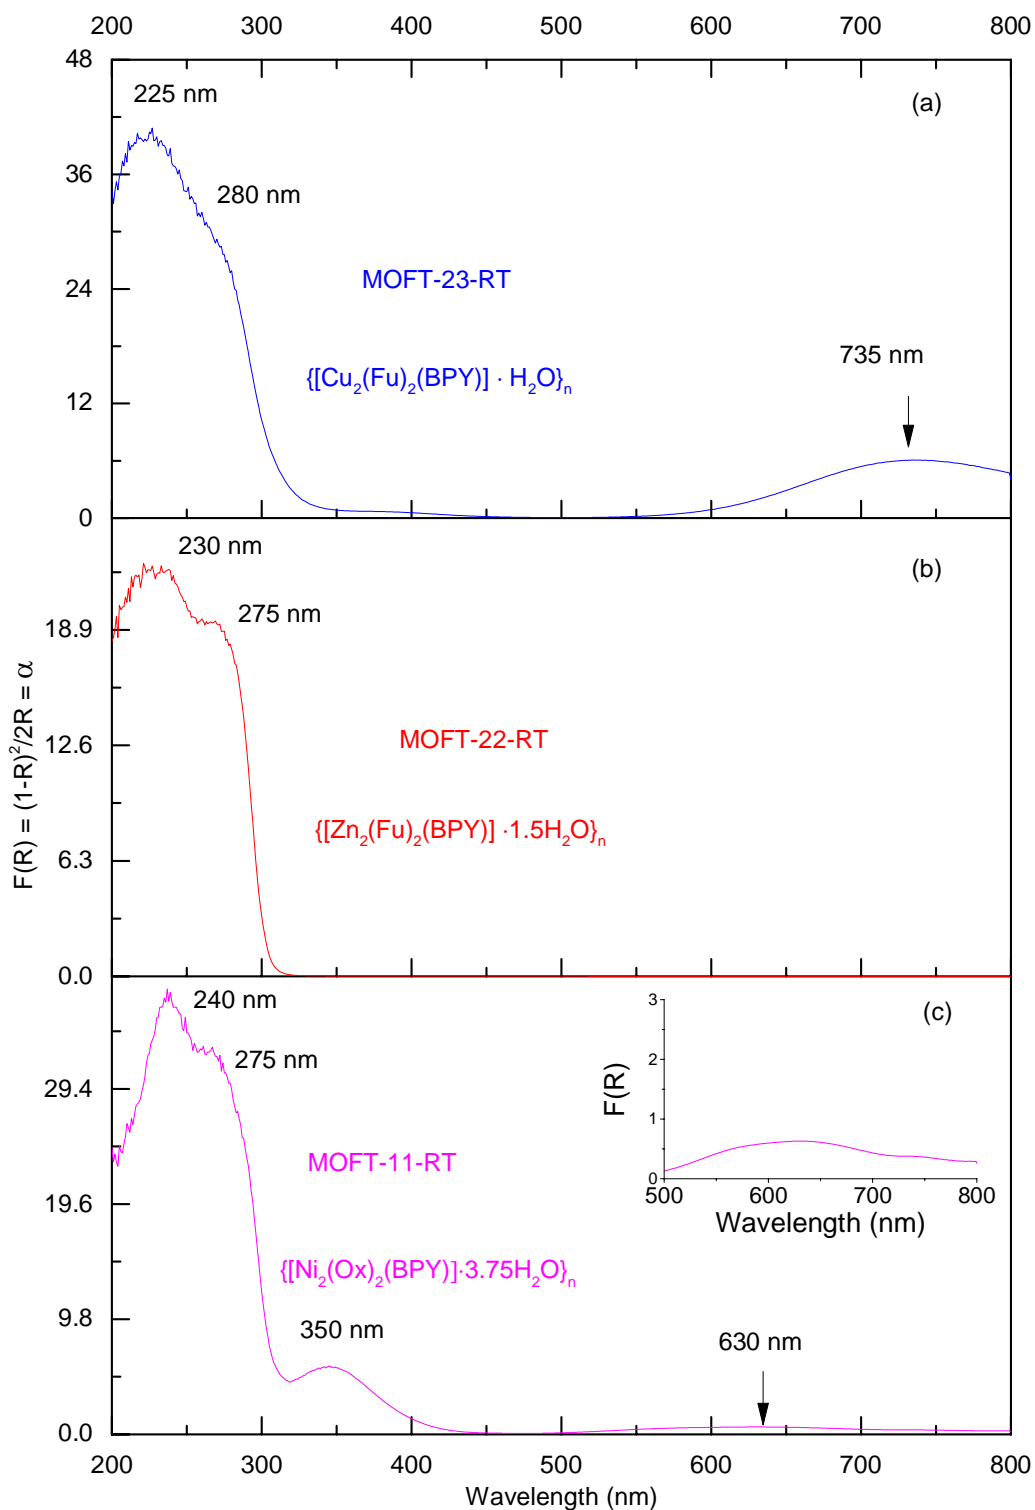 200 300 400 500 600 700 800
48
225 nm
(a)
36
280 nm
24
MOFT-23-RT
735 nm
{[Cu₂(Fu)₂(BPY)] · H₂O}ₙ
12
0
230 nm
(b)
275 nm
18.9
12.6
MOFT-22-RT
{[Zn₂(Fu)₂(BPY)] ·1.5H₂O}ₙ
6.3
0.0
F(R) = (1-R)²/2R = α
240 nm
(c)
275 nm
29.4
MOFT-11-RT
19.6
{[Ni₂(Ox)₂(BPY)]·3.75H₂O}ₙ
9.8
350 nm
630 nm
0.0
3
2
1
0
F(R)
500 600 700 800
Wavelength (nm)
200 300 400 500 600 700 800
Wavelength (nm)